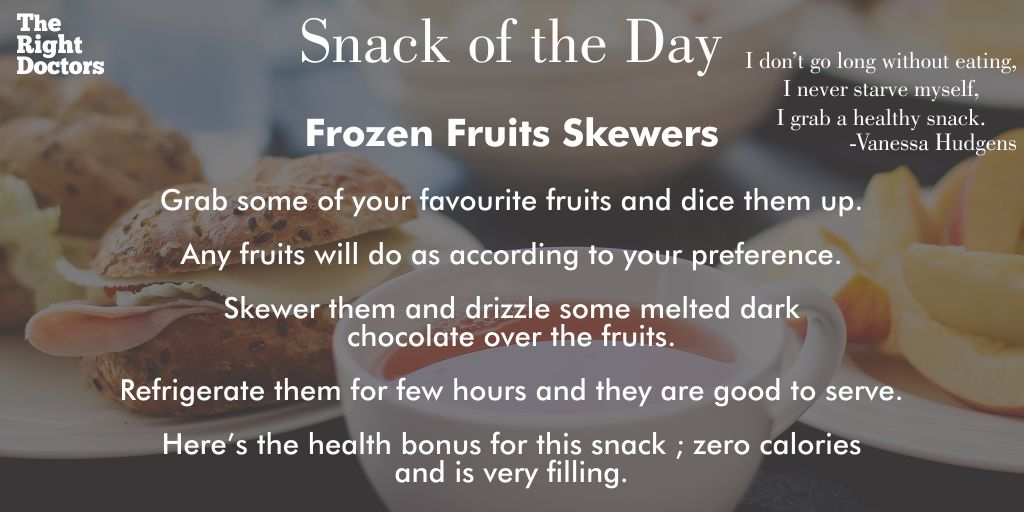 The
Right
Doctors
Snack of the Day
I don't go long without eating,
I never starve myself,
I grab a healthy snack.
-Vanessa Hudgens
Frozen Fruits Skewers
Grab some of your favourite fruits and dice them up.
Any fruits will do as according to your preference.
Skewer them and drizzle some melted dark
chocolate over the fruits.
Refrigerate them for few hours and they are good to serve.
Here's the health bonus for this snack ; zero calories
and is very filling.